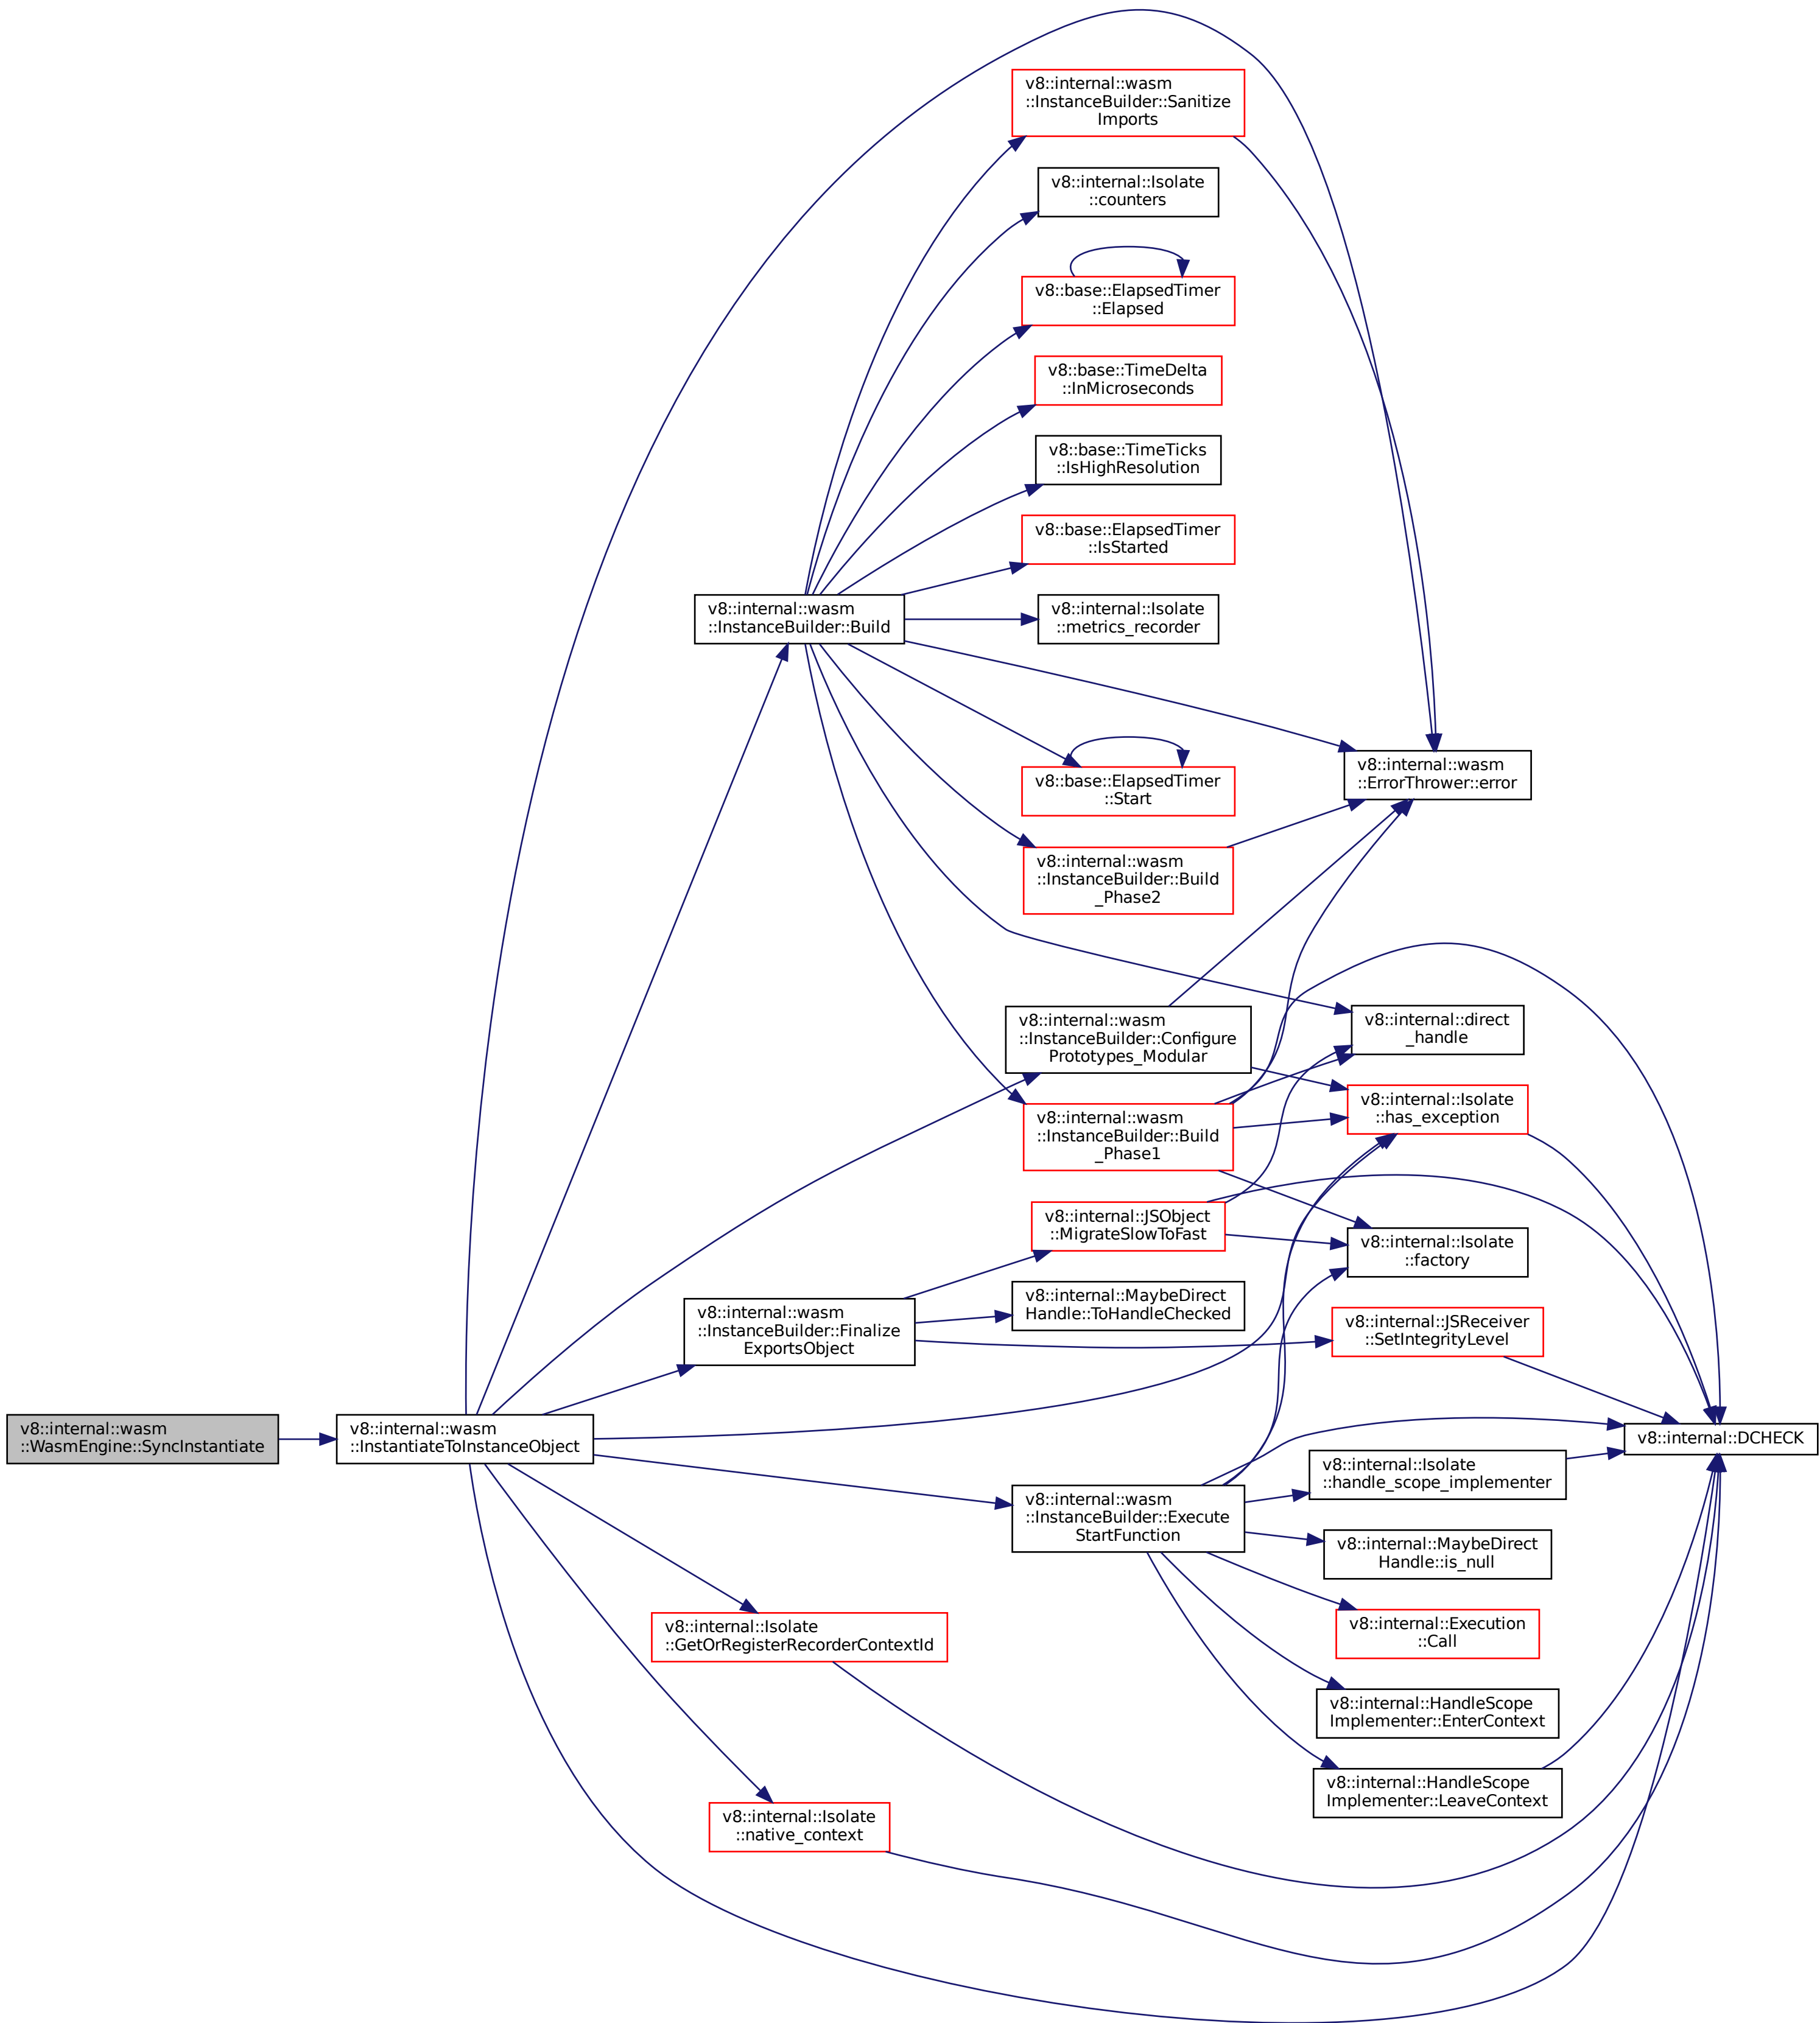 v8::internal::wasm
::InstanceBuilder::Sanitize
Imports
v8::internal::Isolate
::counters
v8::base::ElapsedTimer
::Elapsed
v8::base::TimeDelta
::InMicroseconds
v8::base::TimeTicks
::IsHighResolution
v8::base::ElapsedTimer
::IsStarted
v8::internal::wasm
::InstanceBuilder::Build
v8::internal::Isolate
::metrics_recorder
v8::internal::wasm
::ErrorThrower::error
v8::base::ElapsedTimer
::Start
v8::internal::wasm
::InstanceBuilder::Build
_Phase2
v8::internal::wasm
::InstanceBuilder::Configure
Prototypes_Modular
v8::internal::direct
_handle
v8::internal::Isolate
::has_exception
v8::internal::wasm
::InstanceBuilder::Build
_Phase1
v8::internal::JSObject
::MigrateSlowToFast
v8::internal::Isolate
::factory
v8::internal::MaybeDirect
Handle::ToHandleChecked
v8::internal::wasm
::InstanceBuilder::Finalize
ExportsObject
v8::internal::JSReceiver
::SetIntegrityLevel
v8::internal::wasm
::WasmEngine::SyncInstantiate
v8::internal::wasm
::InstantiateToInstanceObject
v8::internal::DCHECK
v8::internal::Isolate
::handle_scope_implementer
v8::internal::wasm
::InstanceBuilder::Execute
StartFunction
v8::internal::MaybeDirect
Handle::is_null
v8::internal::Execution
::Call
v8::internal::Isolate
::GetOrRegisterRecorderContextId
v8::internal::HandleScope
Implementer::EnterContext
v8::internal::HandleScope
Implementer::LeaveContext
v8::internal::Isolate
::native_context